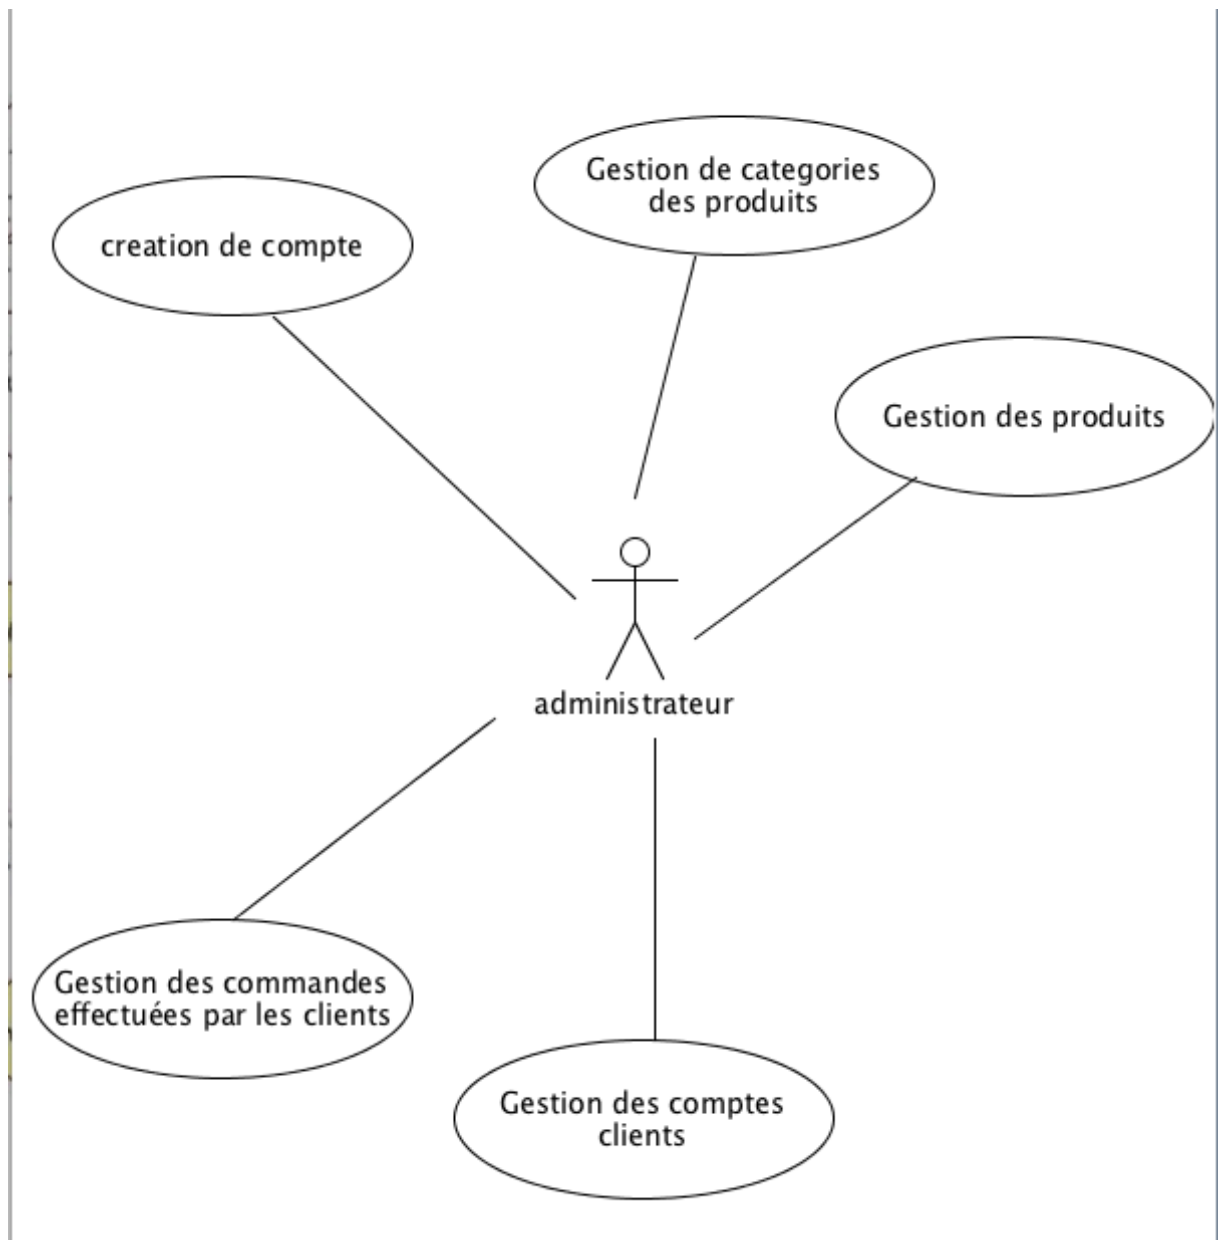 Gestion de categories
des produits
creation de compte
Gestion des produits
administrateur
Gestion des commandes
effectuées par les clients
Gestion des comptes
clients